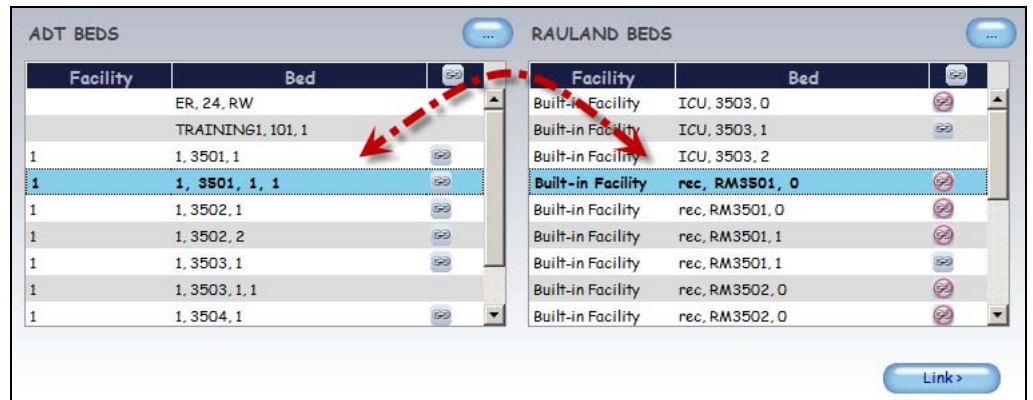 ADT BEDS ... RAULAND BEDS ...
Facility Bed Facility Bed
ER, 24, RW Built-in Facility ICU, 3503, 0
TRAINING1, 101, 1 Built-in Facility ICU, 3503, 1
1 1, 3501, 1 Built-in Facility ICU, 3503, 2
1 1, 3501, 1, 1 Built-in Facility rec, RM3501, 0
1 1, 3502, 1 Built-in Facility rec, RM3501, 0
1 1, 3502, 2 Built-in Facility rec, RM3501, 1
1 1, 3503, 1 Built-in Facility rec, RM3501, 1
1 1, 3503, 1, 1 Built-in Facility rec, RM3502, 0
1 1, 3504, 1 Built-in Facility rec, RM3502, 0
Link >